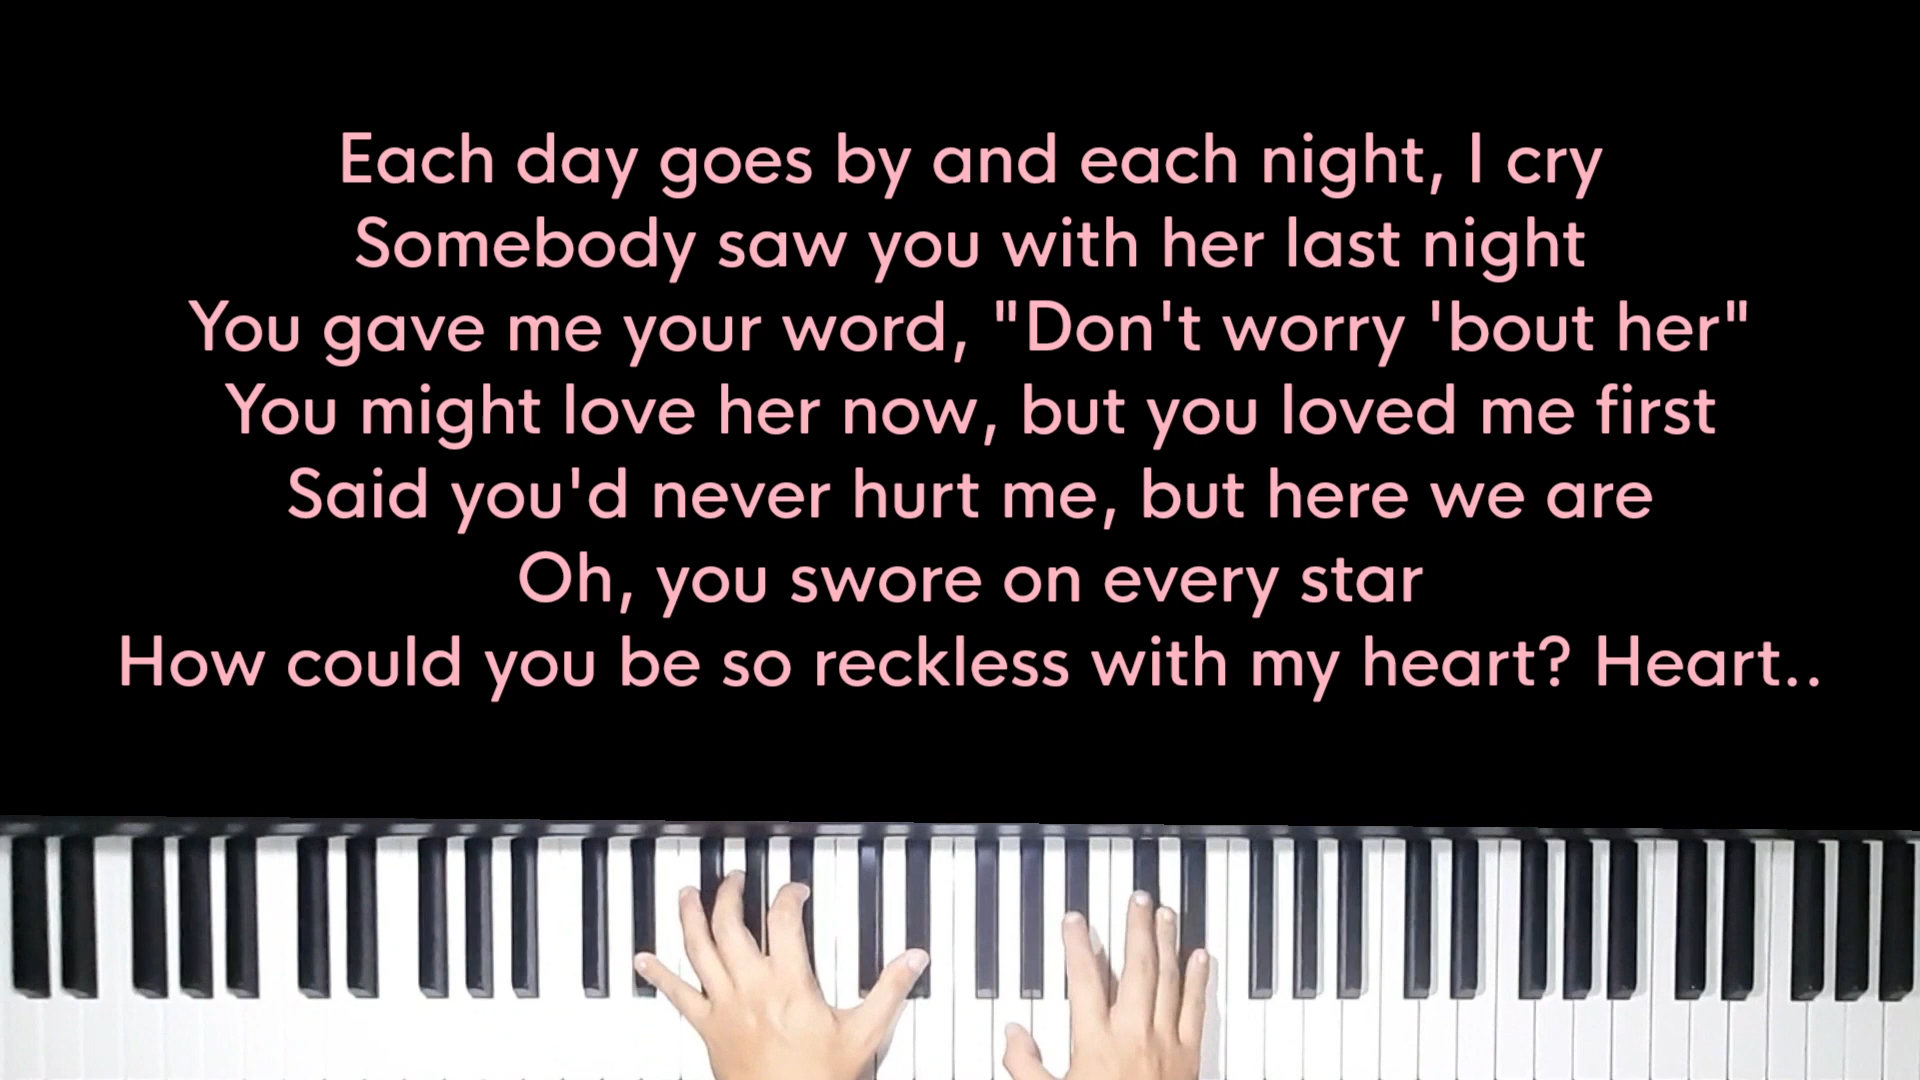 Each day goes by and each night, I cry
Somebody saw you with her last night
You gave me your word, "Don't worry 'bout her"
You might love her now, but you loved me first
Said you'd never hurt me, but here we are
Oh, you swore on every star
How could you be so reckless with my heart? Heart..